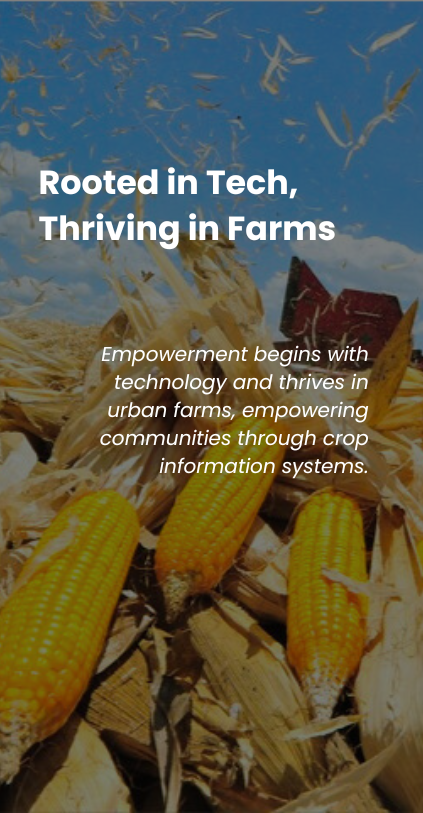 Rooted in Tech,
Thriving in Farms
Empowerment begins with
technology and thrives in
urban farms, empowering
communities through crop
information systems.